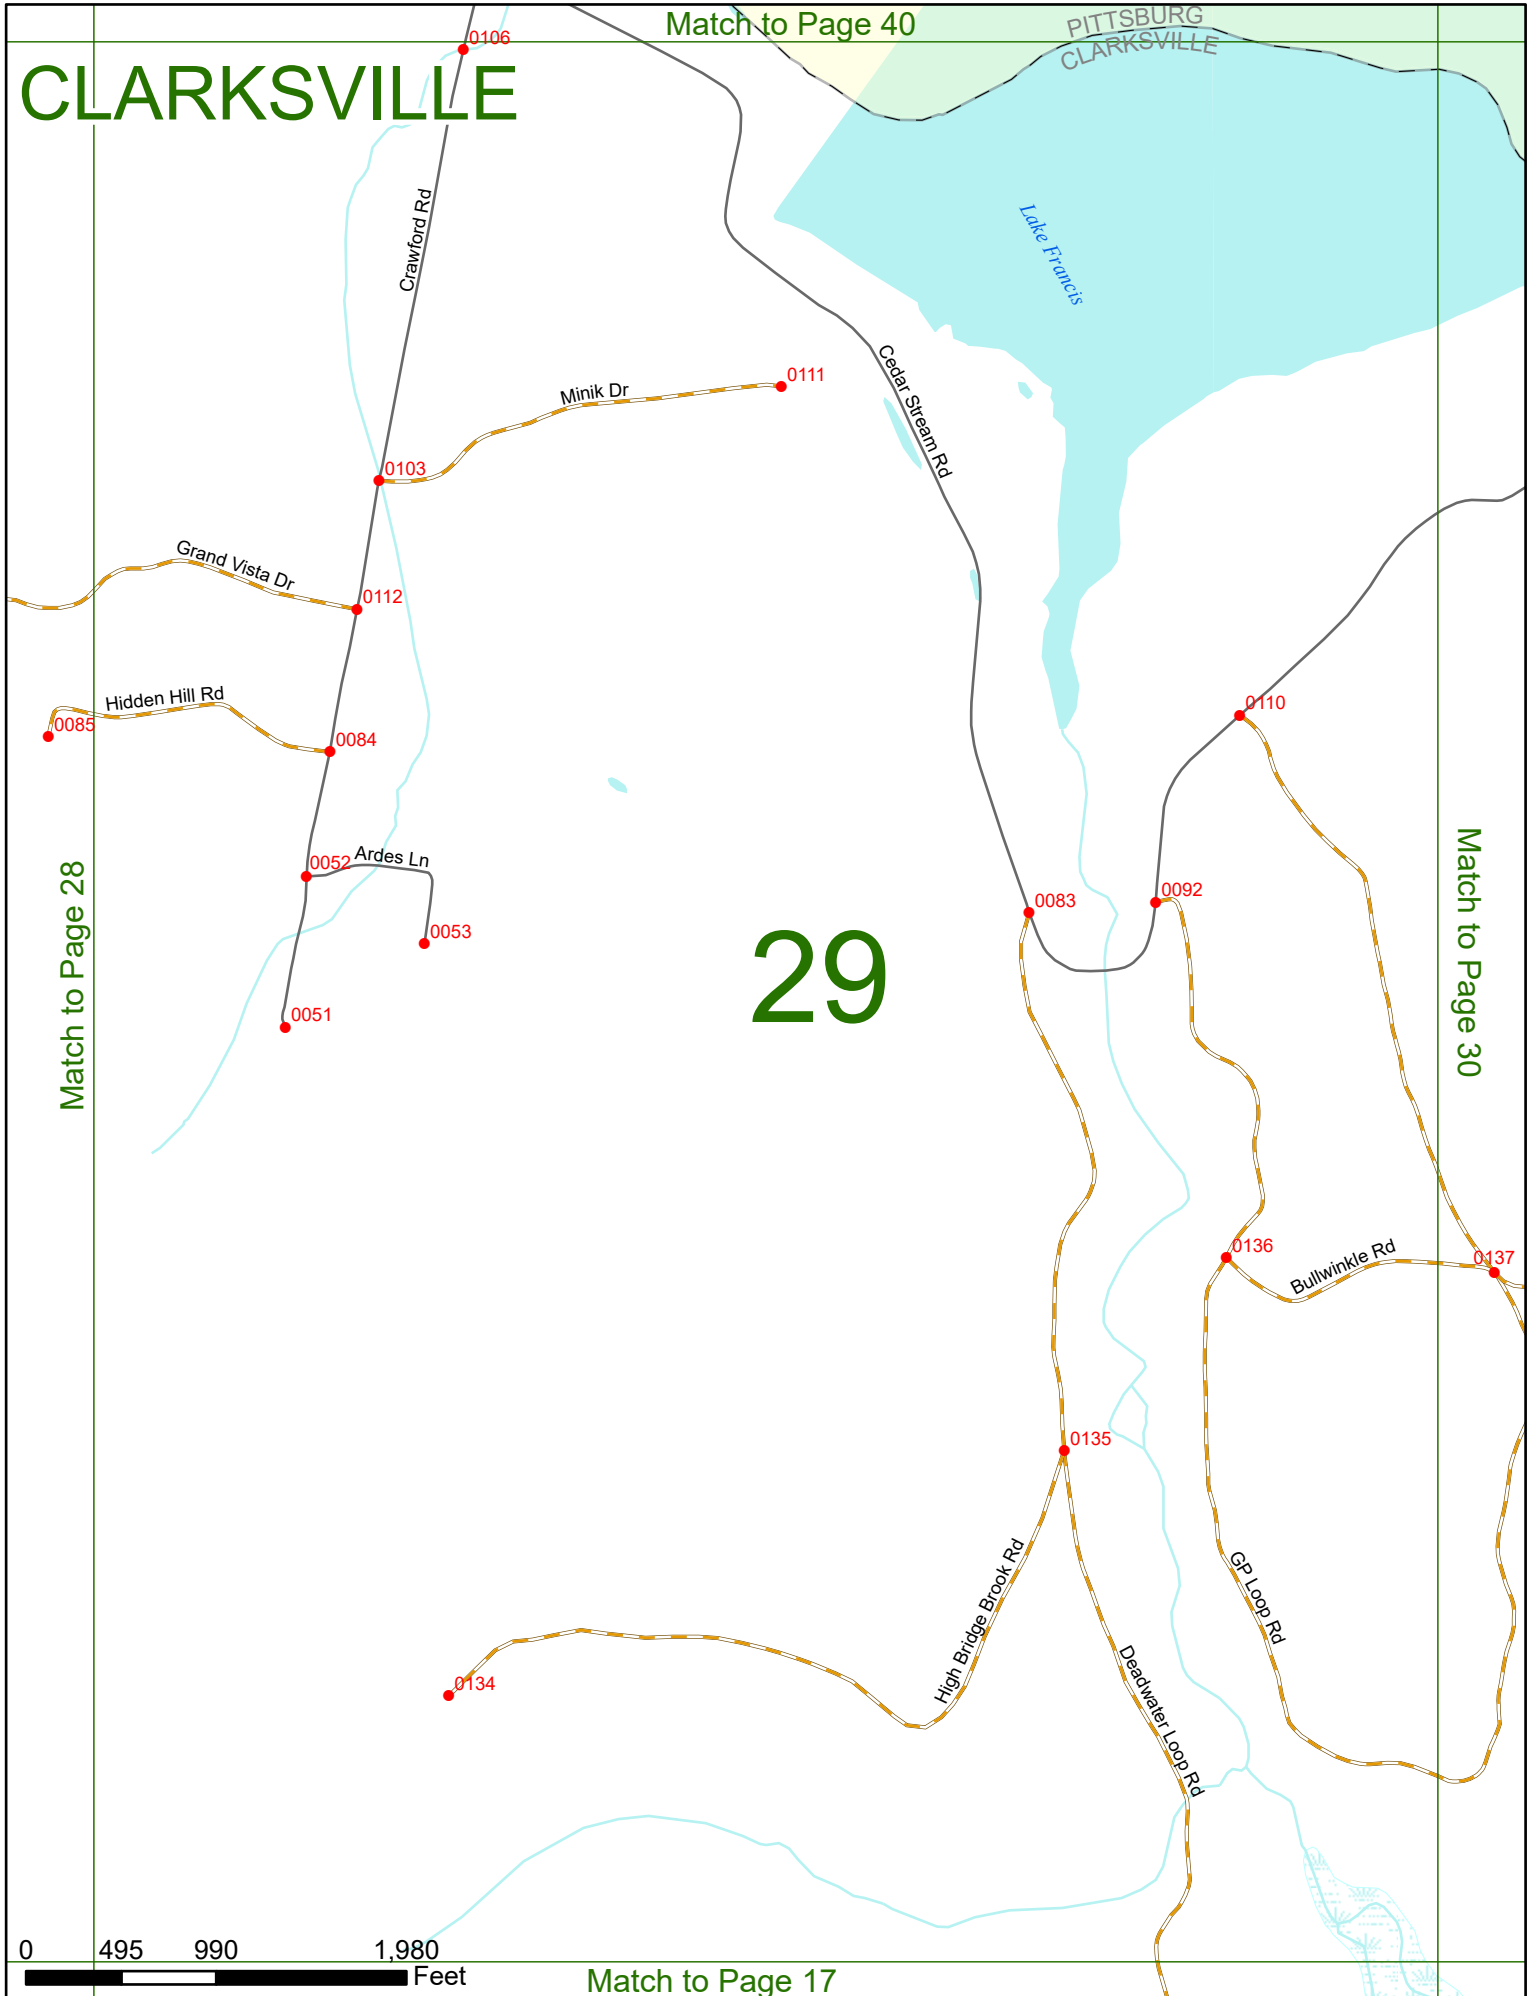 Match to Page 40
PITTSBURG
CLARKSVILLE
0106
CLARKSVILLE
Crawford Rd
Lake Francis
Cedar Stream Rd
0111
Minik Dr
0103
Grand Vista Dr
0112
Hidden Hill Rd
0085
0084
0110
Ardes Ln
0052
0053
0051
Match to Page 28
29
0083
0092
Match to Page 30
0136
Bullwinkle Rd
0137
0135
High Bridge Brook Rd
GP Loop Rd
Deadwater Loop Rd
0134
0 495 990 1,980
Feet
Match to Page 17